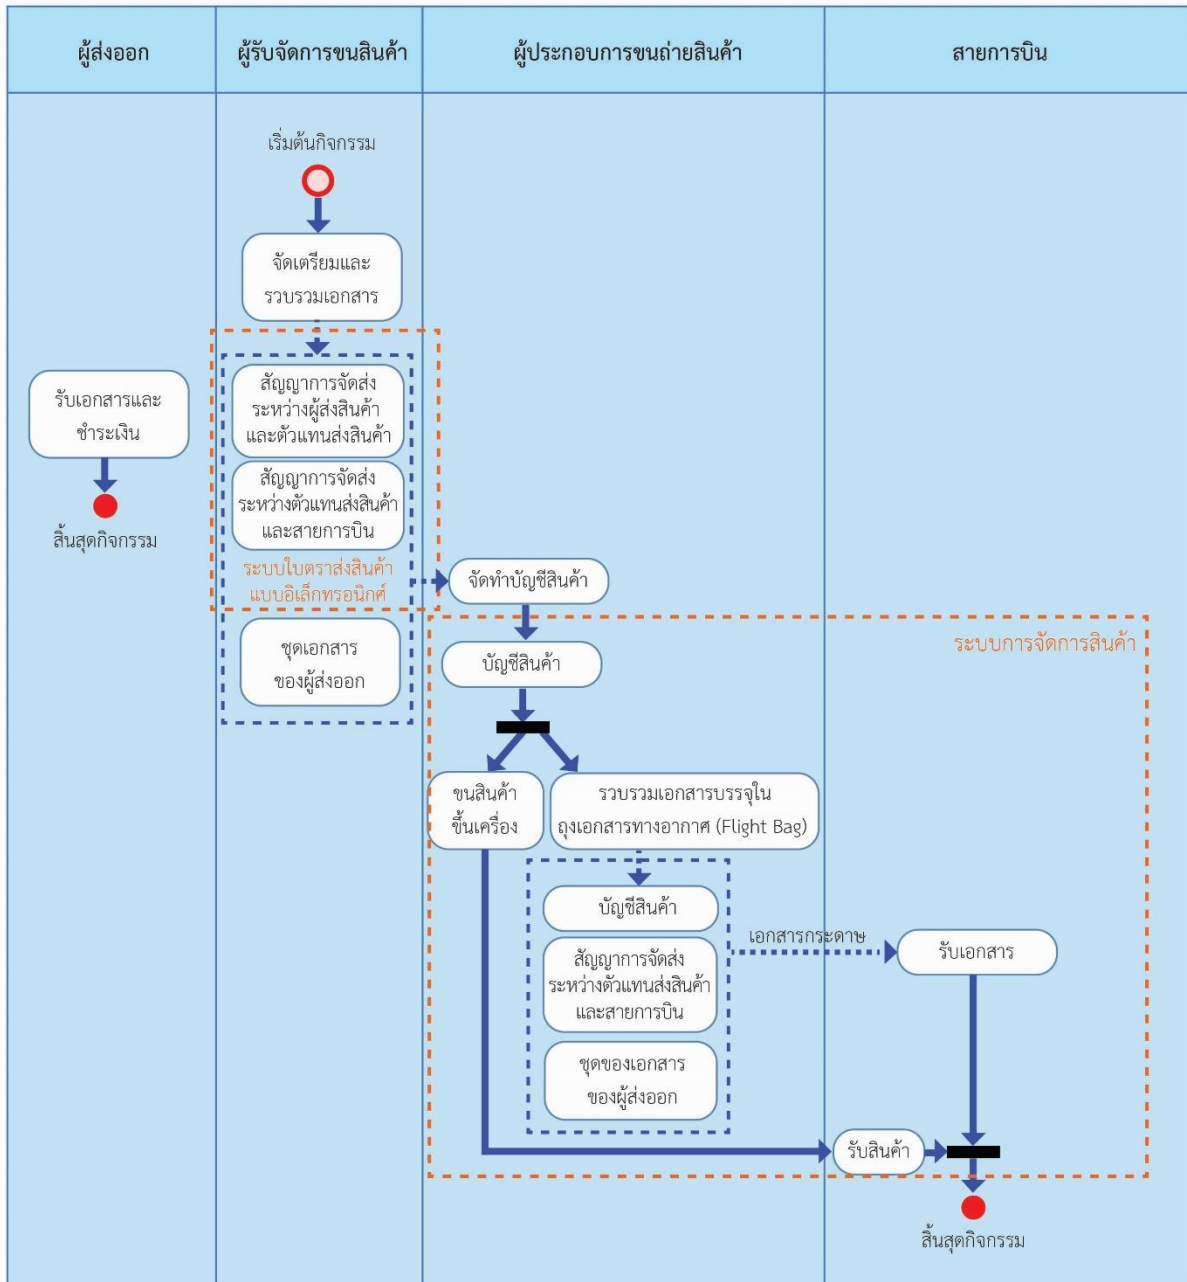 ผู้ส่งออก
ผู้รับจัดการขนสินค้า
ผู้ประกอบการขนถ่ายสินค้า
สายการบิน
เริ่มต้นกิจกรรม
จัดเตรียมและ
รวบรวมเอกสาร
รับเอกสารและ
ชำระเงิน
สิ้นสุดกิจกรรม
สัญญาการจัดส่ง
ระหว่างผู้ส่งสินค้า
และตัวแทนส่งสินค้า
สัญญาการจัดส่ง
ระหว่างตัวแทนส่งสินค้า
และสายการบิน
ระบบใบตราส่งสินค้า
แบบอิเล็กทรอนิกศ์
ชุดเอกสาร
ของผู้ส่งออก
จัดทำบัญชีสินค้า
ระบบการจัดการสินค้า
บัญชีสินค้า
ขนสินค้า
ขึ้นเครื่อง
รวบรวมเอกสารบรรจุใน
ถุงเอกสารทางอากาศ (Flight Bag)
บัญชีสินค้า
สัญญาการจัดส่ง
ระหว่างตัวแทนส่งสินค้า
และสายการบิน
ชุดของเอกสาร
ของผู้ส่งออก
เอกสารกระดาษ
รับเอกสาร
รับสินค้า
สิ้นสุดกิจกรรม